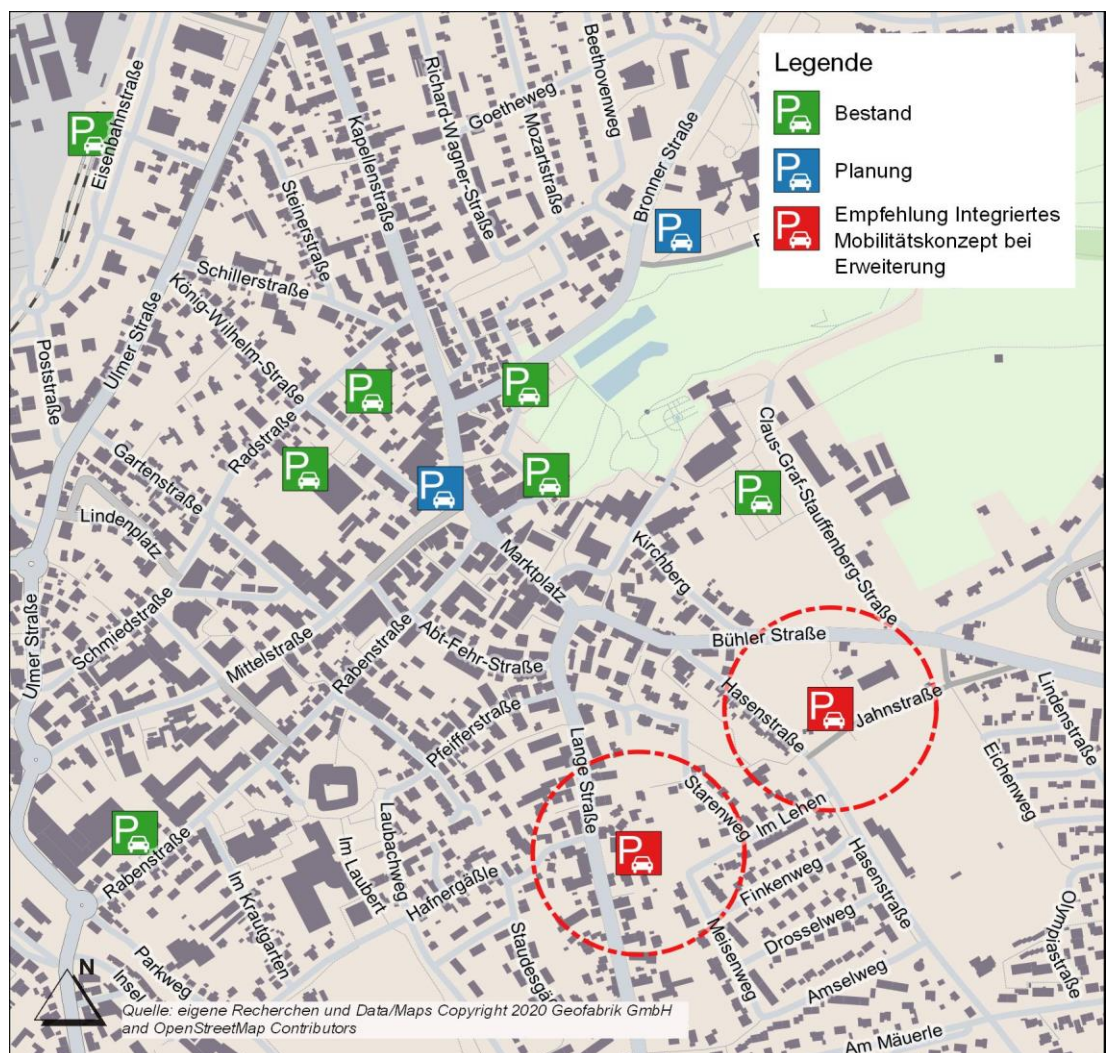 Legende
P Bestand
P Planung
P Empfehlung Integriertes
Mobilitätskonzept bei
Erweiterung
Beethovenweg
Richard-Wagner-Straße
Goetheweg
Mozartstraße
Bronner Straße
Kapellenstraße
P
Eisenbahnstraße
Steinerstraße
P
Schillerstraße
König-Wilhelm-Straße
Ulmer Straße
Poststraße
P
P
Radstraße
Claus-Graf-Stauffenberg-Straße
Gartenstraße
P
P
P
P
Lindenplatz
Marktplatz
Kirchberg
Ulmer Straße
Schmiedstraße
Mittelstraße
Rabenstraße
Abt-Fehr-Straße
Bühler Straße
Hasenstraße
P
Jahnstraße
Lindenstraße
Pfeifferstraße
Lange Straße
Eichenweg
Starenweg
Im Lehen
P
Rabenstraße
Im Laubert
Laubachweg
P
Hafnergäßle
Im Krautgarten
Finkenweg
Hasenstraße
Drosselweg
Meisenweg
Olympiastraße
Staudesgä
Amselweg
Parkweg
Insel
Am Mäuerle
N
Quelle: eigene Recherchen und Data/Maps Copyright 2020 Geofabrik GmbH
and OpenStreetMap Contributors